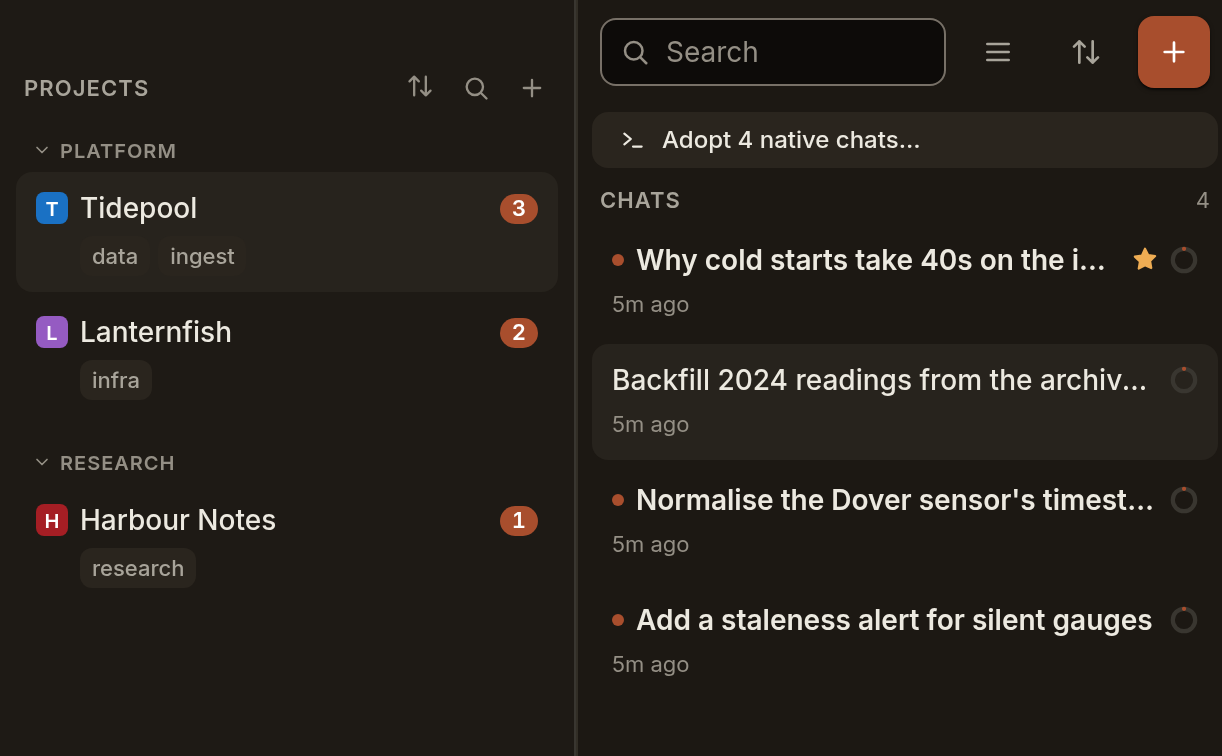 PROJECTS
PLATFORM
T Tidepool 3
data ingest
L Lanternfish 2
infra
RESEARCH
H Harbour Notes 1
research
Search
Adopt 4 native chats...
CHATS 4
Why cold starts take 40s on the i...
5m ago
Backfill 2024 readings from the archiv...
5m ago
Normalise the Dover sensor's timest...
5m ago
Add a staleness alert for silent gauges
5m ago